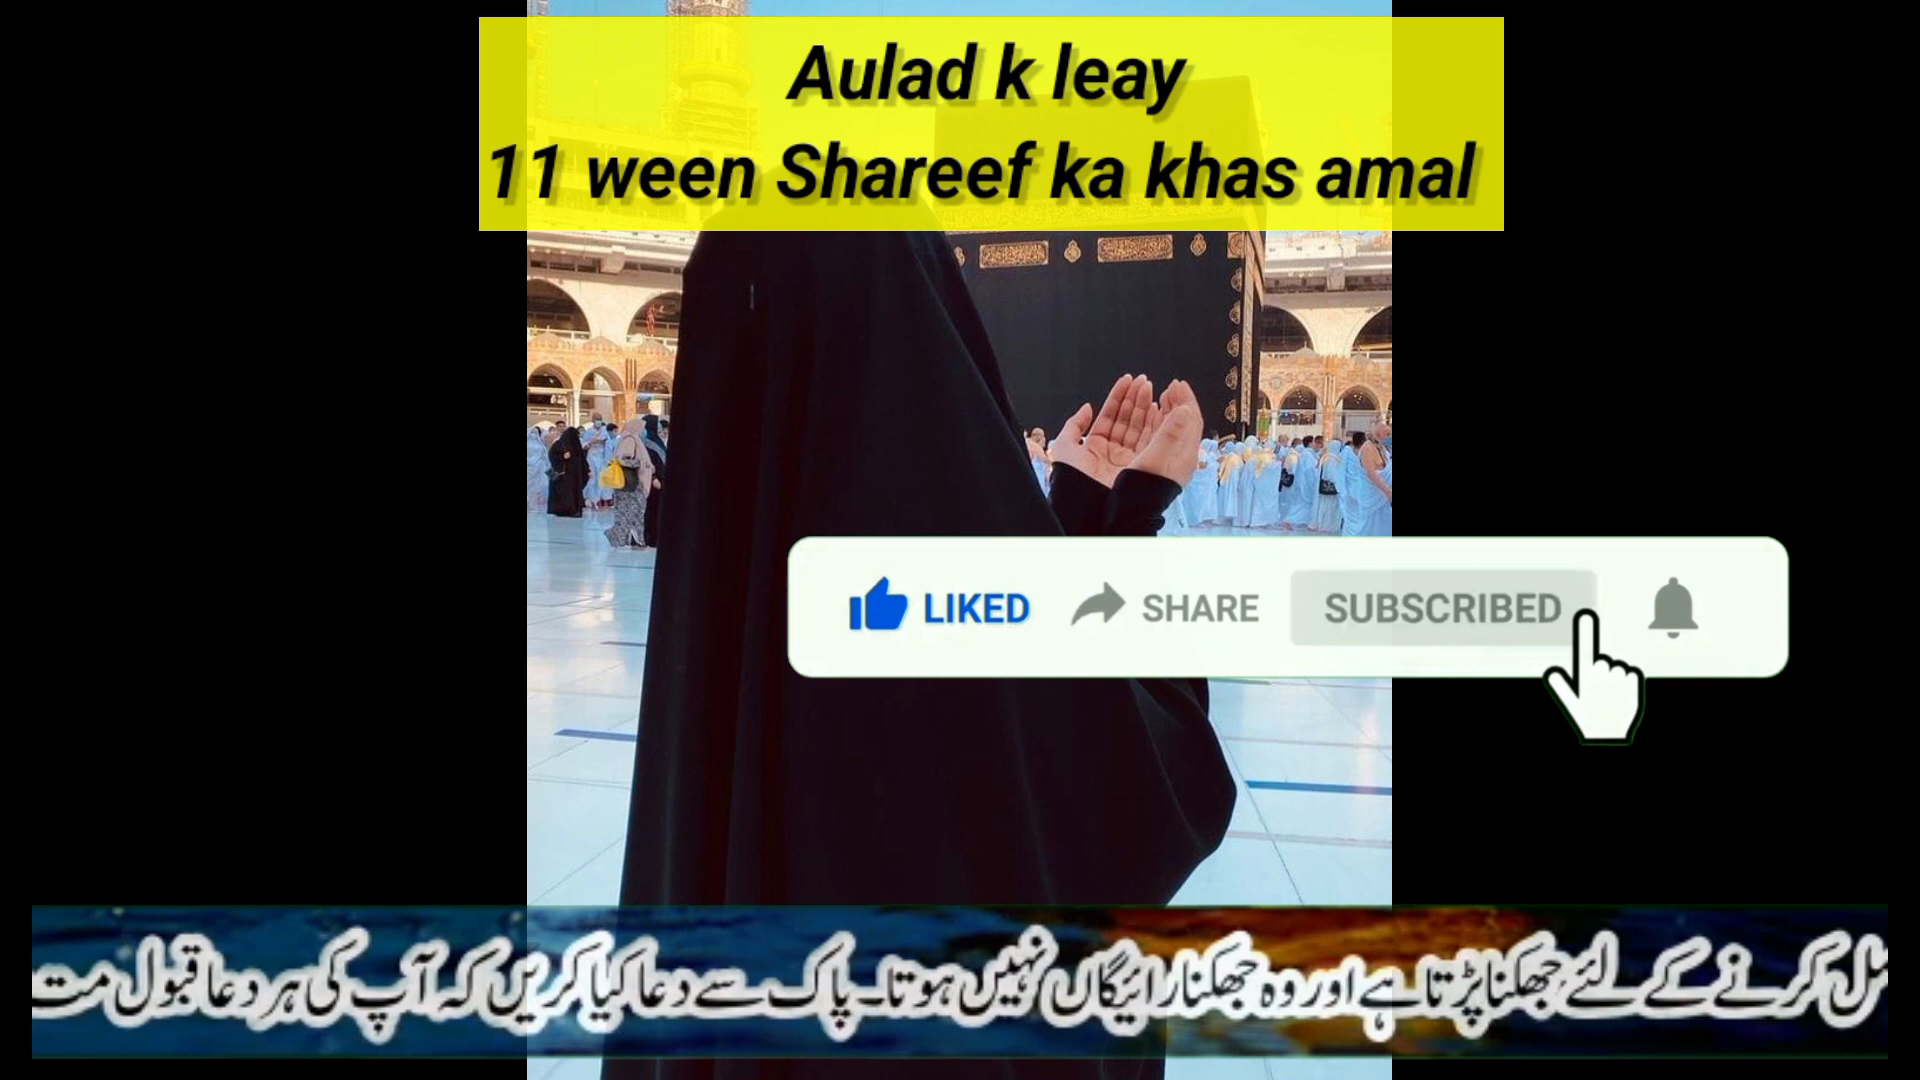 Aulad k leay
11 ween Shareef ka khas amal
LIKED SHARE SUBSCRIBED
کرنے کے لئے جھکنا پڑتا ہے اور وہ جھکنا رائیگاں نہیں ہوتا۔ پاک سے دعا کیا کریں کہ آپ کی ہر دعا قبول مت